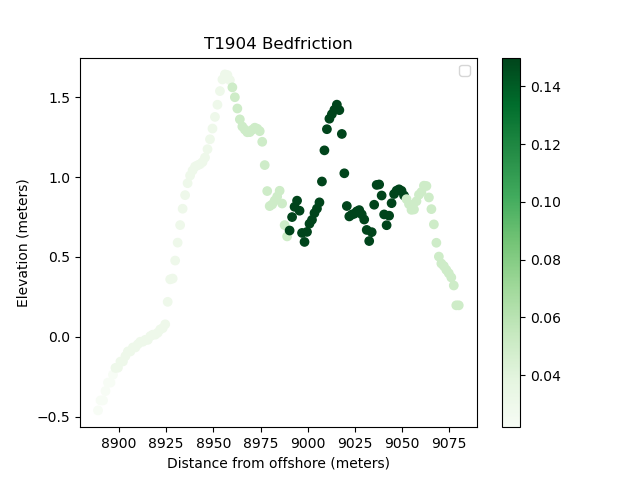 T1904 Bedfriction
Elevation (meters)
1.5
1.0
0.5
0.0
−0.5
8900 8925 8950 8975 9000 9025 9050 9075
Distance from offshore (meters)
0.14
0.12
0.10
0.08
0.06
0.04